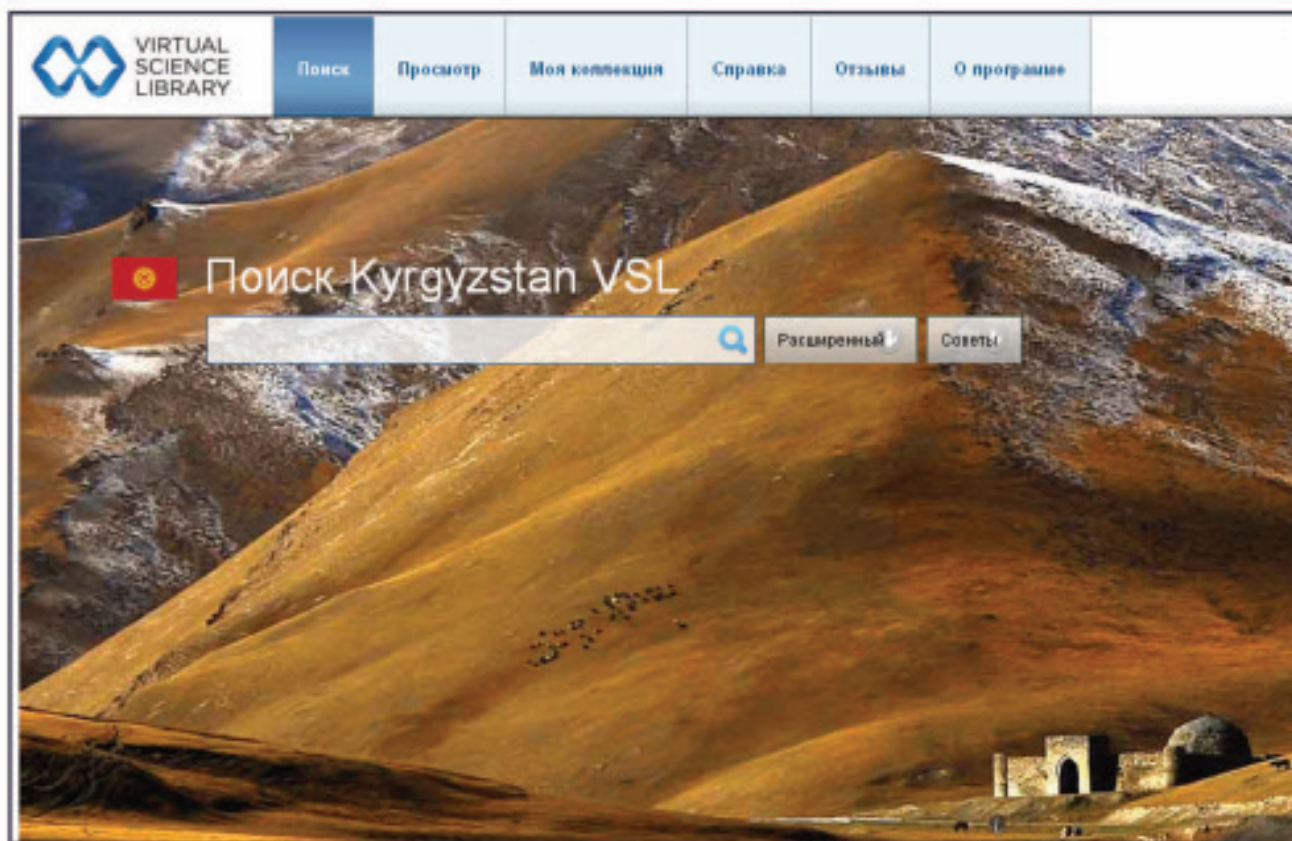 VIRTUAL
SCIENCE
LIBRARY
Поиск
Просмотр
Моя коллекция
Справка
Отзывы
О программе
Поиск Kyrgyzstan VSL
Расширенный
Советы